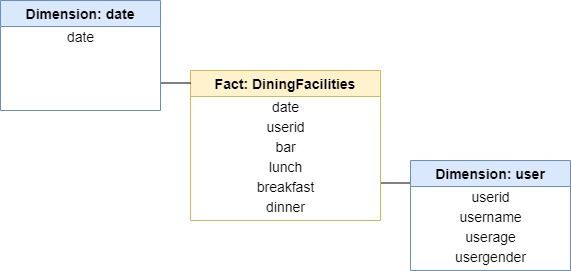 Dimension: date
date
Fact: DiningFacilities
date
userid
bar
lunch
breakfast
dinner
Dimension: user
userid
username
userage
usergender